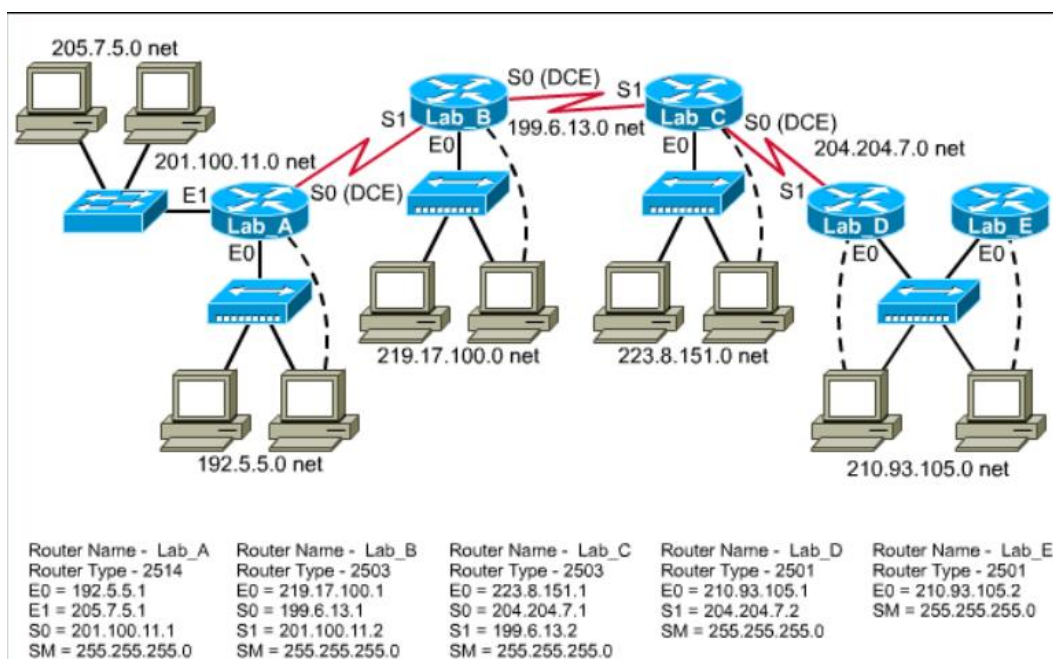 205.7.5.0 net
S0 (DCE)
S1
Lab_B
Lab_C
S1
199.6.13.0 net
S0 (DCE)
E0
E0
204.204.7.0 net
201.100.11.0 net
S0 (DCE)
S1
E1
Lab_A
Lab_D
Lab_E
E0
E0
E0
219.17.100.0 net
223.8.151.0 net
192.5.5.0 net
210.93.105.0 net
Router Name - Lab_A
Router Type - 2514
E0 = 192.5.5.1
E1 = 205.7.5.1
S0 = 201.100.11.1
SM = 255.255.255.0
Router Name - Lab_B
Router Type - 2503
E0 = 219.17.100.1
S0 = 199.6.13.1
S1 = 201.100.11.2
SM = 255.255.255.0
Router Name - Lab_C
Router Type - 2503
E0 = 223.8.151.1
S0 = 204.204.7.1
S1 = 199.6.13.2
SM = 255.255.255.0
Router Name - Lab_D
Router Type - 2501
E0 = 210.93.105.1
S1 = 204.204.7.2
SM = 255.255.255.0
Router Name - Lab_E
Router Type - 2501
E0 = 210.93.105.2
SM = 255.255.255.0